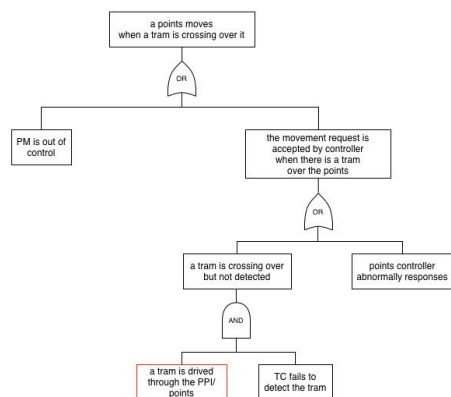 a points moves
when a tram is crossing over it
OR
PM is out of
control
the movement request is
accepted by controller
when there is a tram
over the points
OR
a tram is crossing over
but not detected
points controller
abnormally responses
AND
a tram is drived
through the PPI/
points
TC fails to
detect the tram